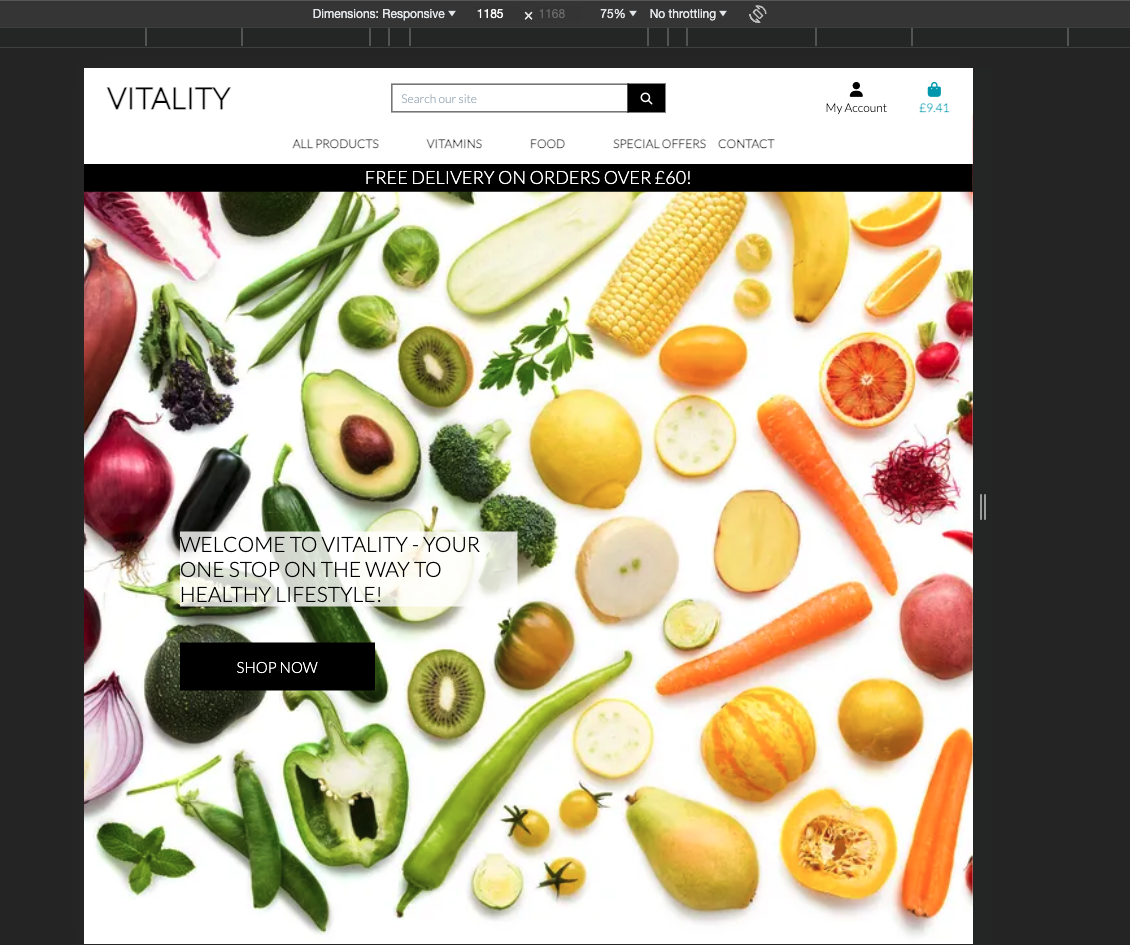 Dimensions: Responsive 1185 × 1168 75% No throttling
VITALITY
Search our site
My Account
£9.41
ALL PRODUCTS VITAMINS FOOD SPECIAL OFFERS CONTACT
FREE DELIVERY ON ORDERS OVER £60!
WELCOME TO VITALITY - YOUR
ONE STOP ON THE WAY TO
HEALTHY LIFESTYLE!
SHOP NOW